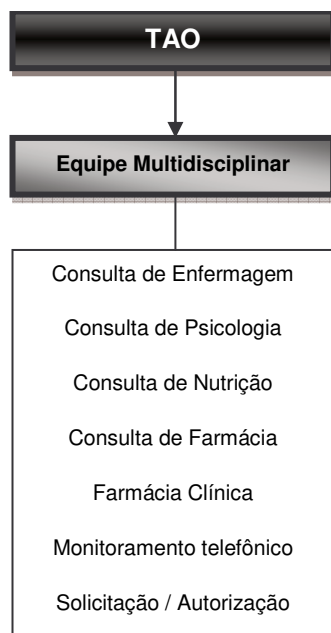 TAO
Equipe Multidisciplinar
Consulta de Enfermagem
Consulta de Psicologia
Consulta de Nutrição
Consulta de Farmácia
Farmácia Clínica
Monitoramento telefônico
Solicitação / Autorização